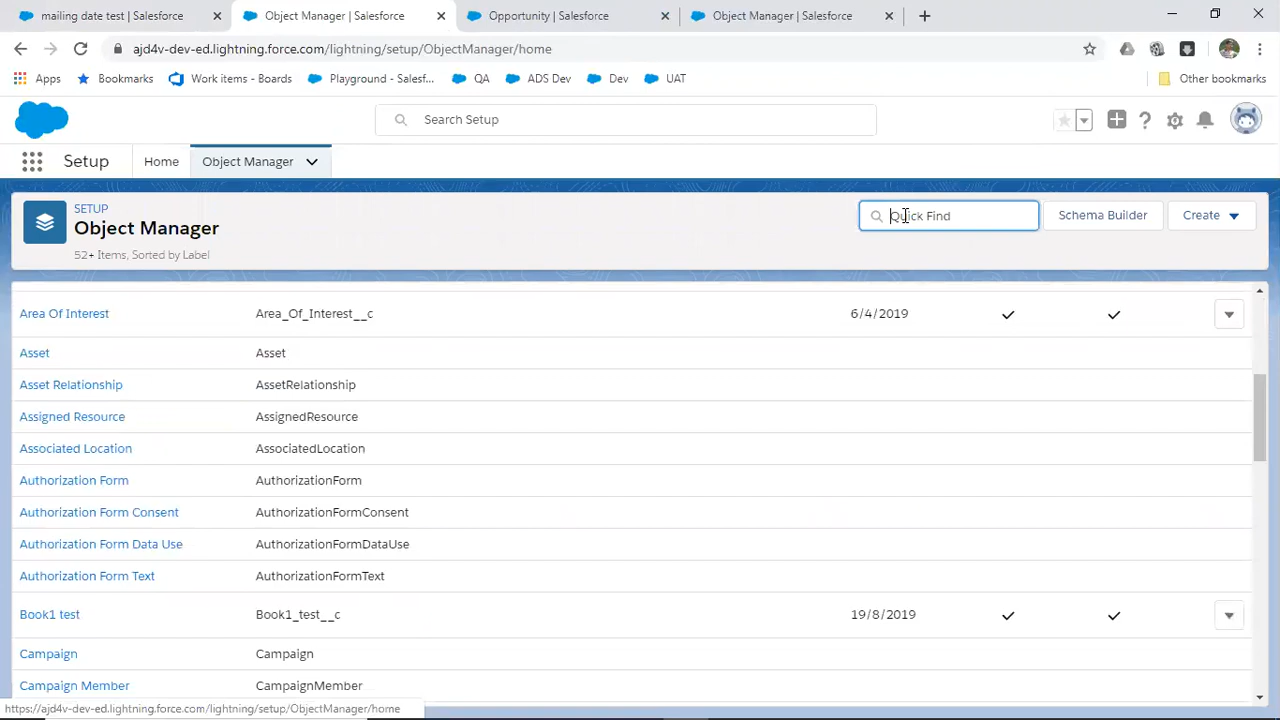 mailing date test | Salesforce
Object Manager | Salesforce
Opportunity | Salesforce
Object Manager | Salesforce
ajd4v-dev-ed.lightning.force.com/lightning/setup/ObjectManager/home
Apps
Bookmarks
Work items - Boards
Playground - Salesf...
QA
ADS Dev
Dev
UAT
Other bookmarks
Search Setup
Setup
Home
Object Manager
SETUP
Object Manager
52+ Items, Sorted by Label
Quick Find
Schema Builder
Create
Area Of Interest Area_Of_Interest__c 6/4/2019
Asset Asset
Asset Relationship AssetRelationship
Assigned Resource AssignedResource
Associated Location AssociatedLocation
Authorization Form AuthorizationForm
Authorization Form Consent AuthorizationFormConsent
Authorization Form Data Use AuthorizationFormDataUse
Authorization Form Text AuthorizationFormText
Book1 test Book1_test__c 19/8/2019
Campaign Campaign
Campaign Member CampaignMember
https://ajd4v-dev-ed.lightning.force.com/lightning/setup/ObjectManager/home